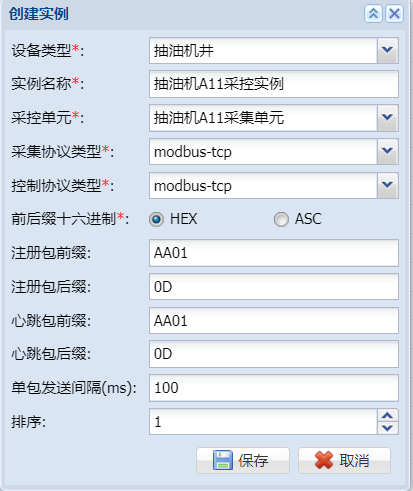 创建实例
设备类型*: 抽油机井
实例名称*: 抽油机A11采控实例
采控单元*: 抽油机A11采集单元
采集协议类型*: modbus-tcp
控制协议类型*: modbus-tcp
前后缀十六进制*: HEX ASC
注册包前缀: AA01
注册包后缀: 0D
心跳包前缀: AA01
心跳包后缀: 0D
单包发送间隔(ms): 100
排序: 1
保存 取消